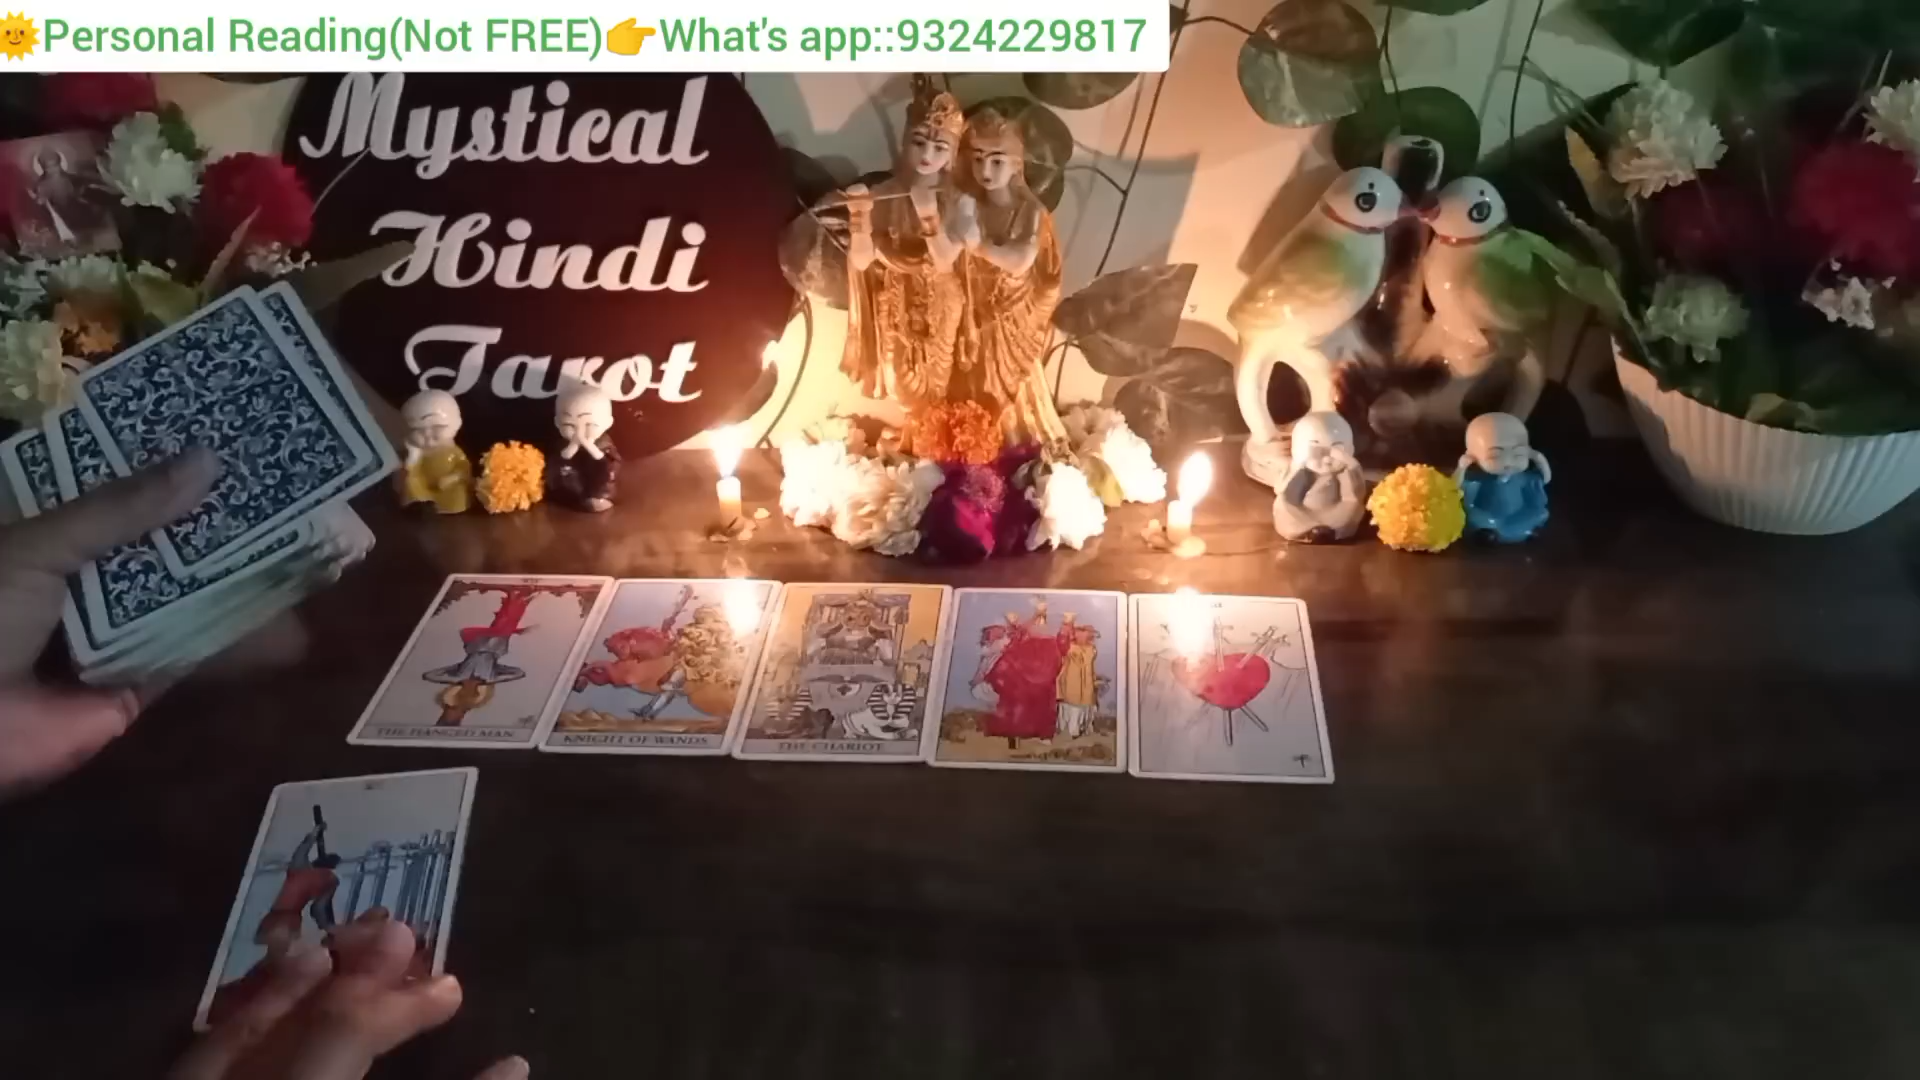 🌞Personal Reading(Not FREE)👉What's app::9324229817
Mystical
Hindi
Tarot
THE HANGED MAN
KNIGHT OF WANDS
THE CHARIOT